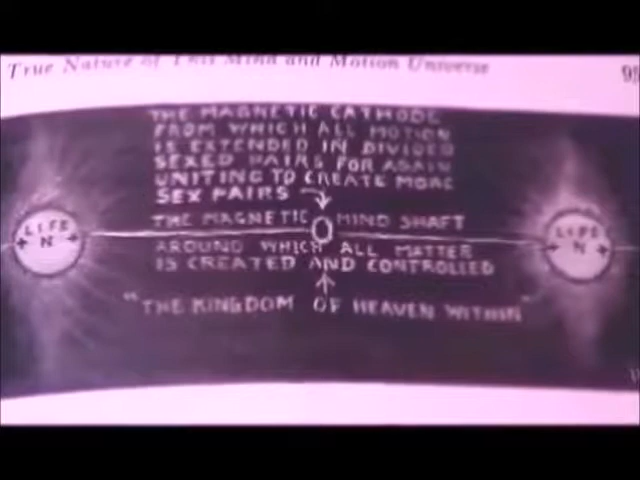 True Nature of This Mind and Motion Universe
THE MAGNETIC CATHODE
FROM WHICH ALL MOTION
IS EXTENDED IN DIVIDED
SEXED PAIRS FOR AGAIN
UNITING TO CREATE MORE
SEX PAIRS
THE MAGNETIC O MIND SHAFT
LIFE
+ N +
LIFE
+ N +
AROUND WHICH ALL MATTER
IS CREATED AND CONTROLLED
"THE KINGDOM OF HEAVEN WITHIN"